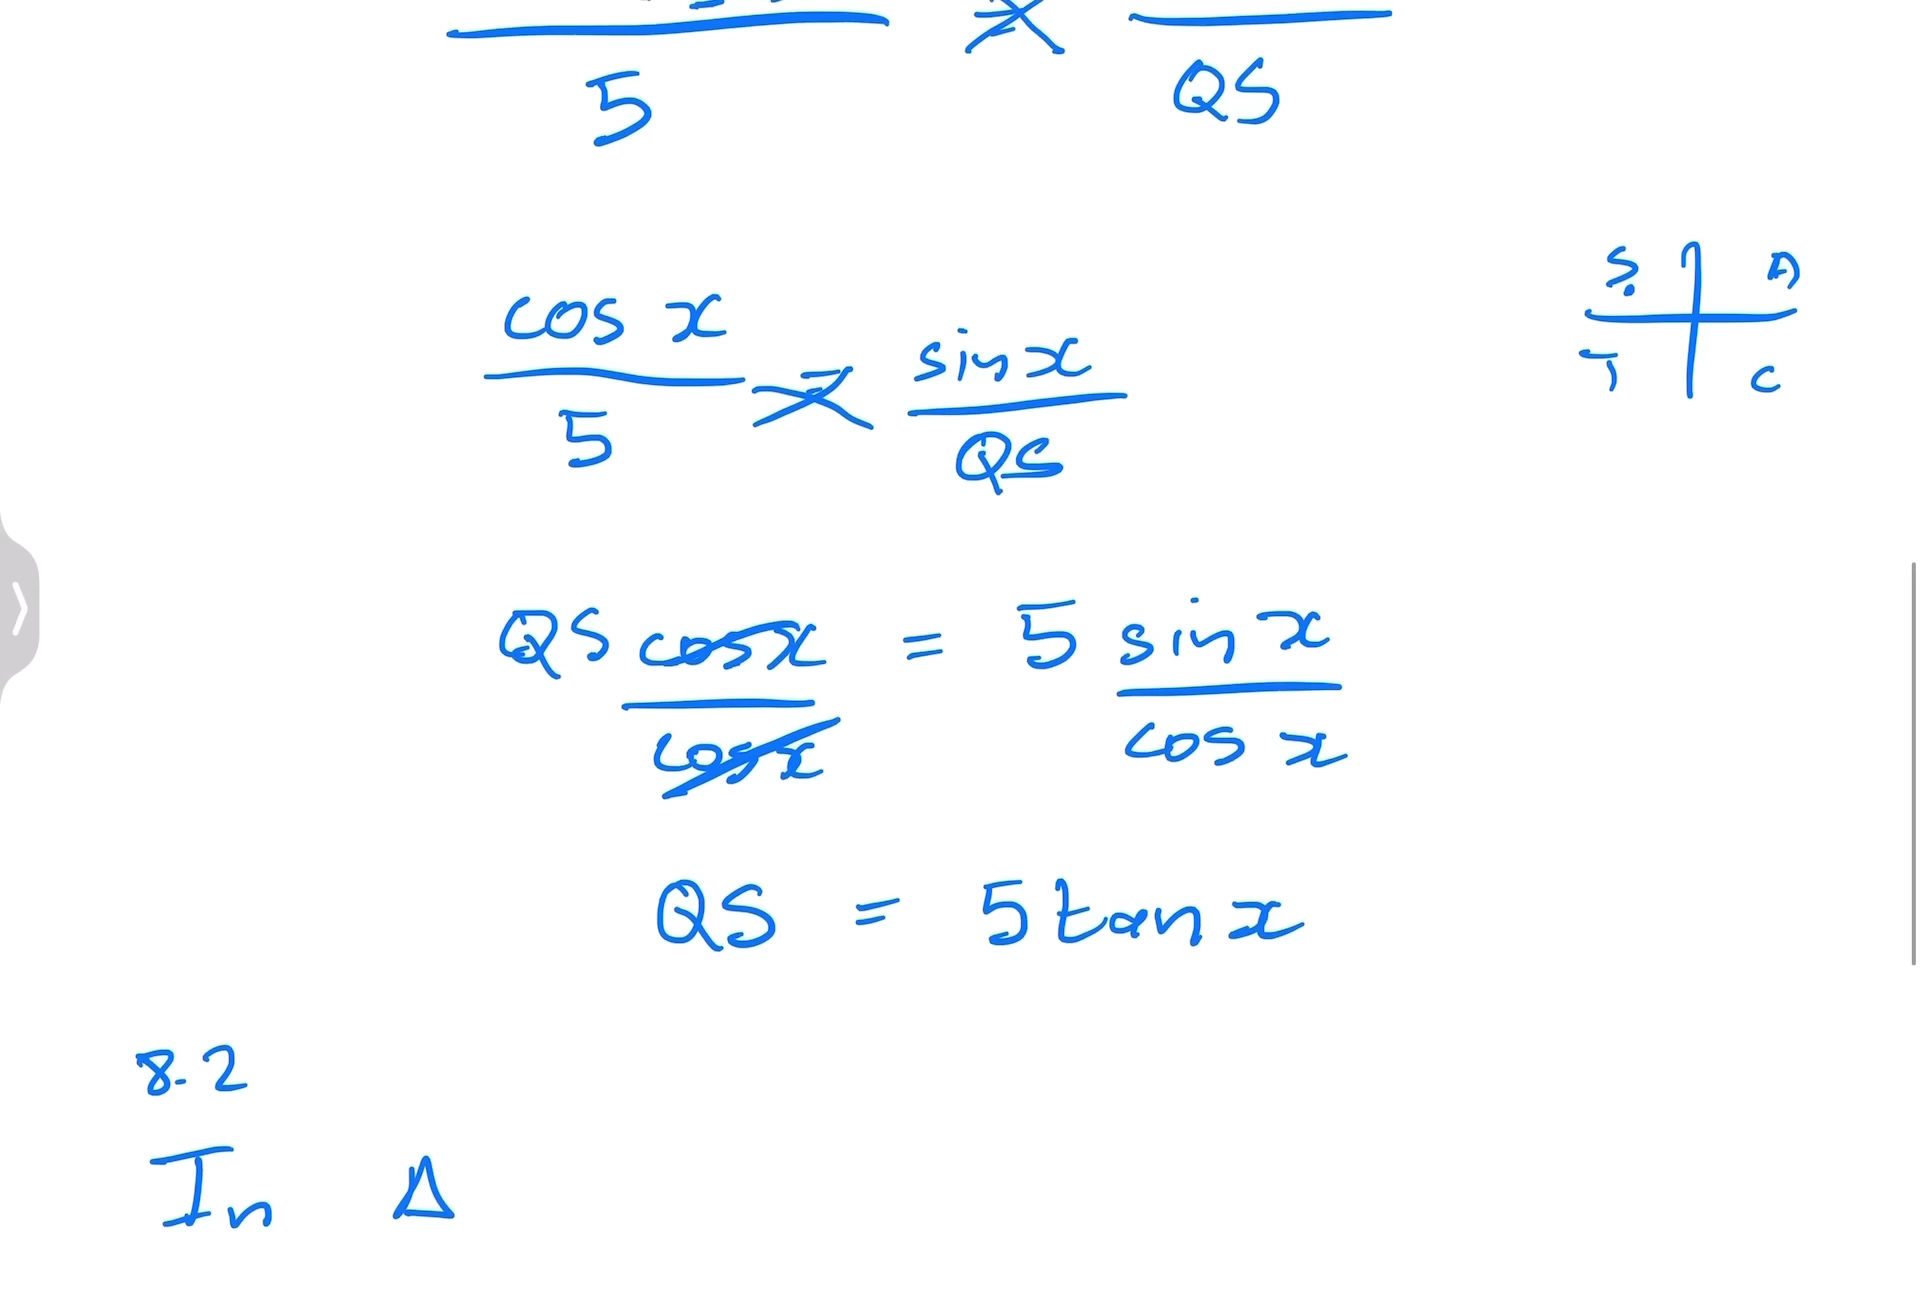 5 × QS
S A
T C
cos x / 5 = sin x / QS
QS cos x / cos x = 5 sin x / cos x
QS = 5 tan x
8.2
In Δ